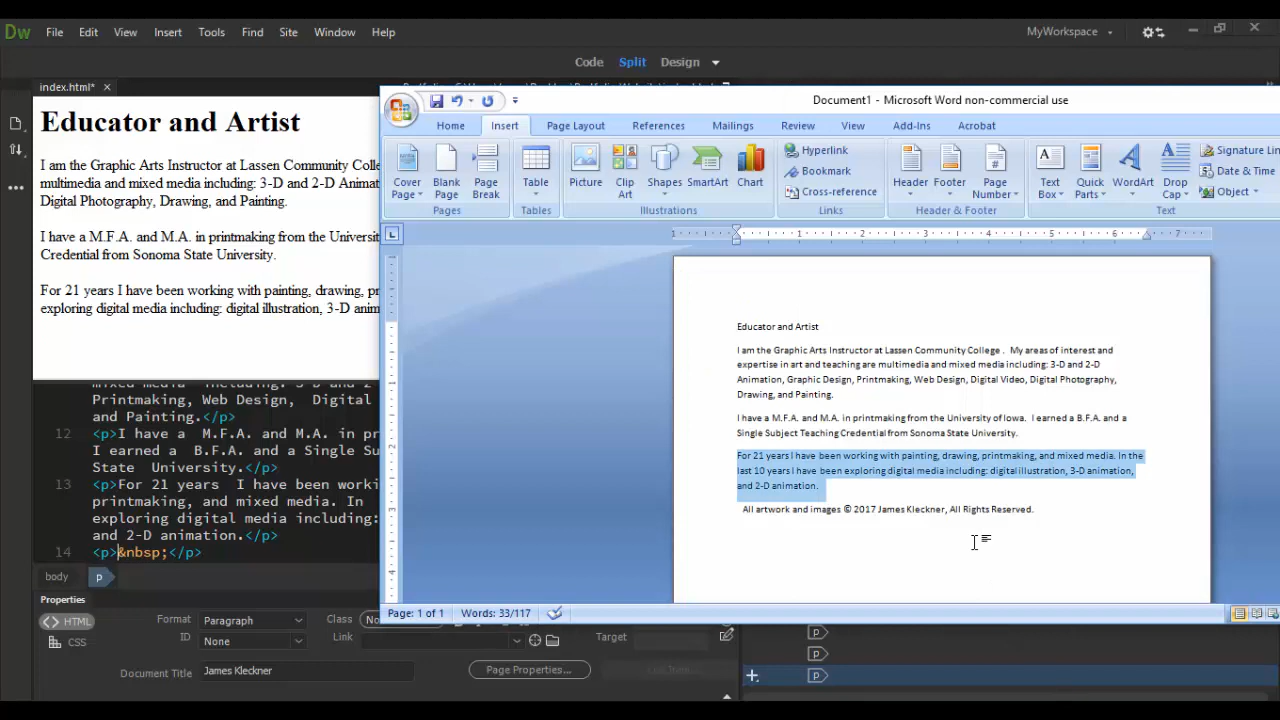 Dw File Edit View Insert Tools Find Site Window Help MyWorkspace
Code Split Design
index.html* ×
Educator and Artist
I am the Graphic Arts Instructor at Lassen Community Colle
multimedia and mixed media including: 3-D and 2-D Animat
Digital Photography, Drawing, and Painting.
I have a M.F.A. and M.A. in printmaking from the Universit
Credential from Sonoma State University.
For 21 years I have been working with painting, drawing, pr
exploring digital media including: digital illustration, 3-D anim
Printmaking, Web Design, Digital
and Painting.</p>
12 <p>I have a M.F.A. and M.A. in pr
I earned a B.F.A. and a Single Su
State University.</p>
13 <p>For 21 years I have been worki
printmaking, and mixed media. In
exploring digital media including:
and 2-D animation.</p>
14 <p>&nbsp;</p>
body p
Properties
<> HTML Format Paragraph Class No
CSS ID None Link Target
Document Title James Kleckner Page Properties...
p
p
p
Document1 - Microsoft Word non-commercial use
Home Insert Page Layout References Mailings Review View Add-Ins Acrobat
Cover Page Blank Page Page Break Table Picture Clip Art Shapes SmartArt Chart Hyperlink Bookmark Cross-reference Header Footer Page Number Text Box Quick Parts WordArt Drop Cap Signature Lin Date & Time Object
Pages Tables Illustrations Links Header & Footer Text
1 1 2 3 4 5 6 7
Educator and Artist
I am the Graphic Arts Instructor at Lassen Community College . My areas of interest and
expertise in art and teaching are multimedia and mixed media including: 3-D and 2-D
Animation, Graphic Design, Printmaking, Web Design, Digital Video, Digital Photography,
Drawing, and Painting.
I have a M.F.A. and M.A. in printmaking from the University of Iowa. I earned a B.F.A. and a
Single Subject Teaching Credential from Sonoma State University.
For 21 years I have been working with painting, drawing, printmaking, and mixed media. In the
last 10 years I have been exploring digital media including: digital illustration, 3-D animation,
and 2-D animation.
All artwork and images © 2017 James Kleckner, All Rights Reserved.
Page: 1 of 1 Words: 33/117